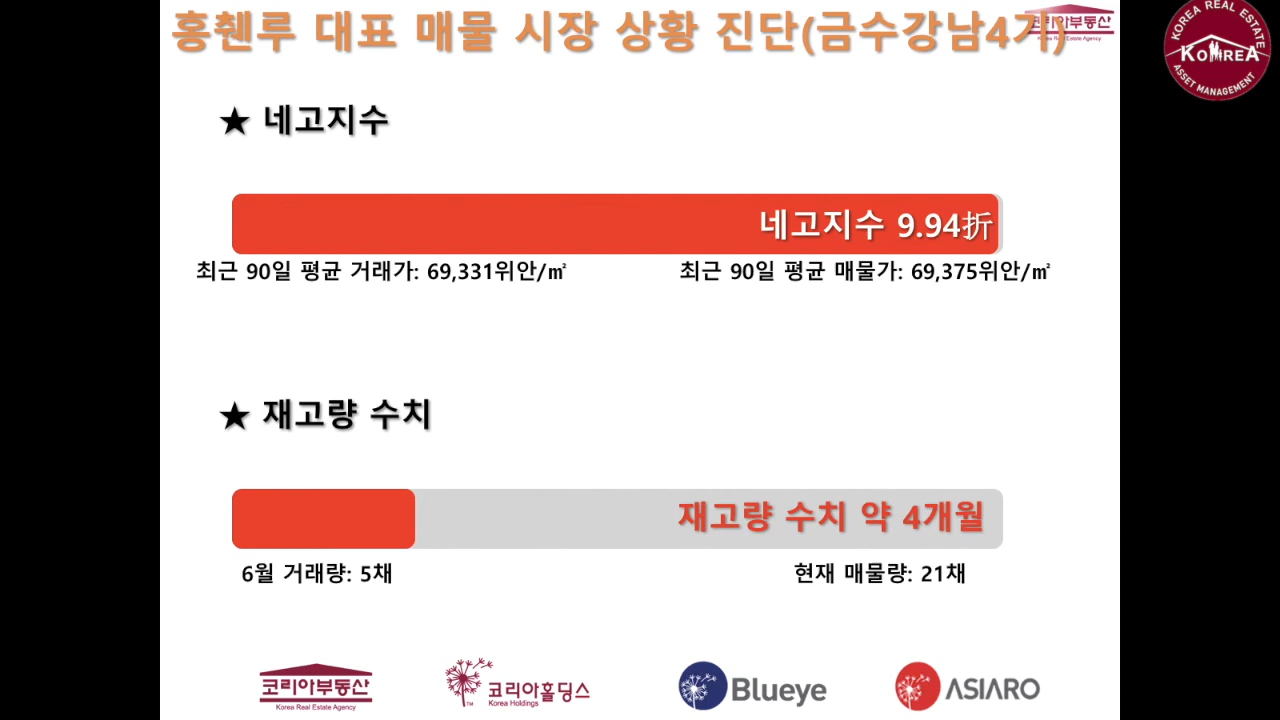 홍췐루 대표 매물 시장 상황 진단(금수강남4기)
코리아부동산
Korea Real Estate Agency
KOREA REAL ESTATE
KOREA
ASSET MANAGEMENT
★ 네고지수
네고지수 9.94折
최근 90일 평균 거래가: 69,331위안/㎡
최근 90일 평균 매물가: 69,375위안/㎡
★ 재고량 수치
재고량 수치 약 4개월
6월 거래량: 5채
현재 매물량: 21채
코리아부동산
Korea Real Estate Agency
코리아홀딩스
Korea Holdings
TM
Blueye
ASIARO